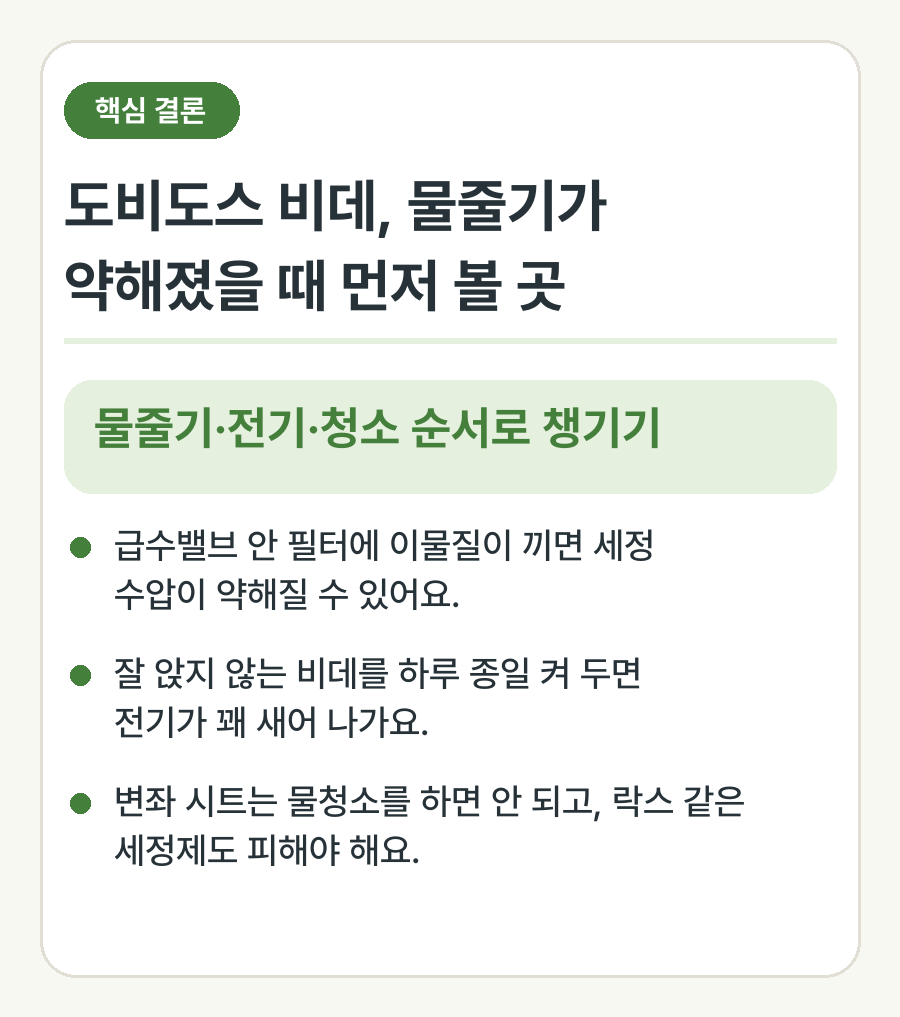 핵심 결론
도비도스 비데, 물줄기가
약해졌을 때 먼저 볼 곳
물줄기·전기·청소 순서로 챙기기
급수밸브 안 필터에 이물질이 끼면 세정
수압이 약해질 수 있어요.
잘 앉지 않는 비데를 하루 종일 켜 두면
전기가 꽤 새어 나가요.
변좌 시트는 물청소를 하면 안 되고, 락스 같은
세정제도 피해야 해요.